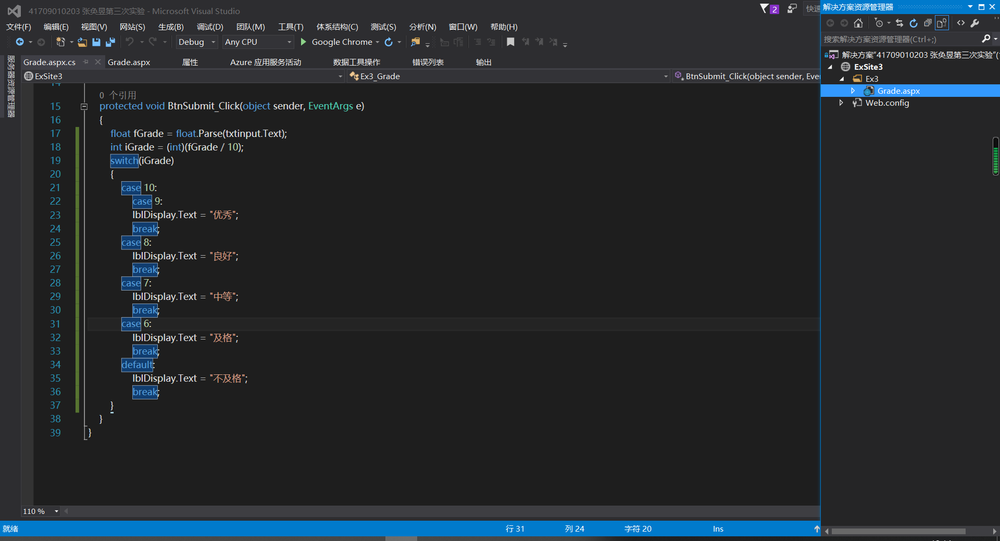 41709010203 张奂昱第三次实验 - Microsoft Visual Studio
2
快速
文件(F) 编辑(E) 视图(V) 网站(S) 生成(B) 调试(D) 团队(M) 工具(T) 体系结构(C) 测试(S) 分析(N) 窗口(W) 帮助(H)
Debug Any CPU Google Chrome
服务器资源管理器
Grade.aspx.cs Grade.aspx 属性 Azure 应用服务活动 数据工具操作 错误列表 输出
ExSite3 Ex3_Grade BtnSubmit_Click(object sender, Even
14
0 个引用
15 protected void BtnSubmit_Click(object sender, EventArgs e)
16 {
17 float fGrade = float.Parse(txtinput.Text);
18 int iGrade = (int)(fGrade / 10);
19 switch(iGrade)
20 {
21 case 10:
22 case 9:
23 lblDisplay.Text = "优秀";
24 break;
25 case 8:
26 lblDisplay.Text = "良好";
27 break;
28 case 7:
29 lblDisplay.Text = "中等";
30 break;
31 case 6:
32 lblDisplay.Text = "及格";
33 break;
34 default:
35 lblDisplay.Text = "不及格";
36 break;
37 }
38 }
39 }
110 %
就绪 行 31 列 24 字符 20 Ins
解决方案资源管理器
搜索解决方案资源管理器(Ctrl+;)
解决方案"41709010203 张奂昱第三次实验"(
ExSite3
Ex3
Grade.aspx
Web.config